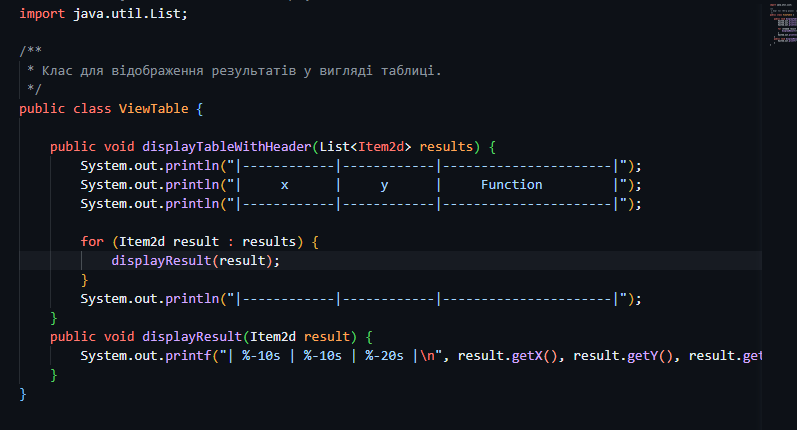 import java.util.List;
/**
 * Клас для відображення результатів у вигляді таблиці.
 */
public class ViewTable {
    public void displayTableWithHeader(List<Item2d> results) {
        System.out.println("|------------|------------|----------------------|");
        System.out.println("|     x      |     y      |     Function         |");
        System.out.println("|------------|------------|----------------------|");
        for (Item2d result : results) {
            displayResult(result);
        }
        System.out.println("|------------|------------|----------------------|");
    }
    public void displayResult(Item2d result) {
        System.out.printf("| %-10s | %-10s | %-20s |\n", result.getX(), result.getY(), result.get
    }
}